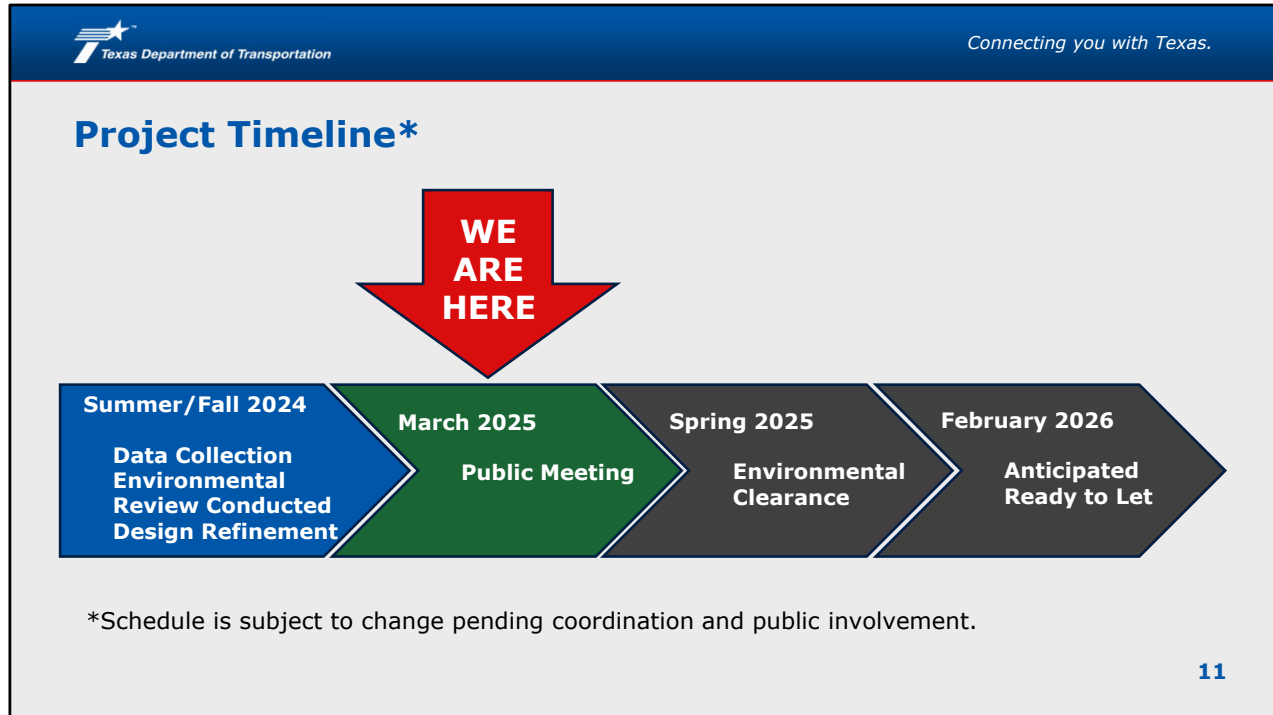 Texas Department of Transportation
Connecting you with Texas.
Project Timeline*
WE
ARE
HERE
Summer/Fall 2024
Data Collection
Environmental
Review Conducted
Design Refinement
March 2025
Public Meeting
Spring 2025
Environmental
Clearance
February 2026
Anticipated
Ready to Let
*Schedule is subject to change pending coordination and public involvement.
11